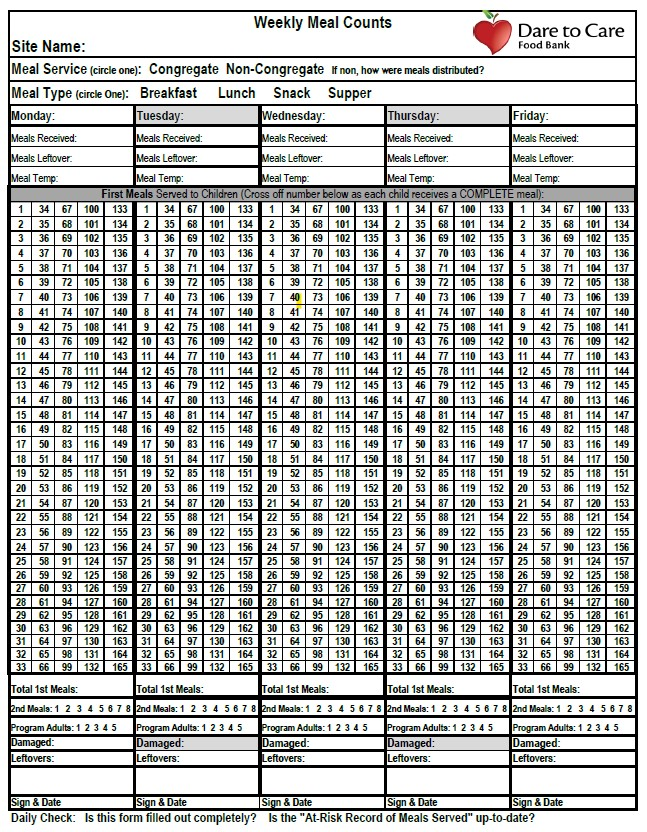 Weekly Meal Counts
Dare to Care
Food Bank
Site Name:
Meal Service (circle one): Congregate Non-Congregate If non, how were meals distributed?
Meal Type (circle One): Breakfast Lunch Snack Supper
Monday: Tuesday: Wednesday: Thursday: Friday:
Meals Received: Meals Received: Meals Received: Meals Received: Meals Received:
Meals Leftover: Meals Leftover: Meals Leftover: Meals Leftover: Meals Leftover:
Meal Temp: Meal Temp: Meal Temp: Meal Temp: Meal Temp:
First Meals Served to Children (Cross off number below as each child receives a COMPLETE meal):
1 34 67 100 133 1 34 67 100 133 1 34 67 100 133 1 34 67 100 133 1 34 67 100 133
2 35 68 101 134 2 35 68 101 134 2 35 68 101 134 2 35 68 101 134 2 35 68 101 134
3 36 69 102 135 3 36 69 102 135 3 36 69 102 135 3 36 69 102 135 3 36 69 102 135
4 37 70 103 136 4 37 70 103 136 4 37 70 103 136 4 37 70 103 136 4 37 70 103 136
5 38 71 104 137 5 38 71 104 137 5 38 71 104 137 5 38 71 104 137 5 38 71 104 137
6 39 72 105 138 6 39 72 105 138 6 39 72 105 138 6 39 72 105 138 6 39 72 105 138
7 40 73 106 139 7 40 73 106 139 7 40 73 106 139 7 40 73 106 139 7 40 73 106 139
8 41 74 107 140 8 41 74 107 140 8 41 74 107 140 8 41 74 107 140 8 41 74 107 140
9 42 75 108 141 9 42 75 108 141 9 42 75 108 141 9 42 75 108 141 9 42 75 108 141
10 43 76 109 142 10 43 76 109 142 10 43 76 109 142 10 43 76 109 142 10 43 76 109 142
11 44 77 110 143 11 44 77 110 143 11 44 77 110 143 11 44 77 110 143 11 44 77 110 143
12 45 78 111 144 12 45 78 111 144 12 45 78 111 144 12 45 78 111 144 12 45 78 111 144
13 46 79 112 145 13 46 79 112 145 13 46 79 112 145 13 46 79 112 145 13 46 79 112 145
14 47 80 113 146 14 47 80 113 146 14 47 80 113 146 14 47 80 113 146 14 47 80 113 146
15 48 81 114 147 15 48 81 114 147 15 48 81 114 147 15 48 81 114 147 15 48 81 114 147
16 49 82 115 148 16 49 82 115 148 16 49 82 115 148 16 49 82 115 148 16 49 82 115 148
17 50 83 116 149 17 50 83 116 149 17 50 83 116 149 17 50 83 116 149 17 50 83 116 149
18 51 84 117 150 18 51 84 117 150 18 51 84 117 150 18 51 84 117 150 18 51 84 117 150
19 52 85 118 151 19 52 85 118 151 19 52 85 118 151 19 52 85 118 151 19 52 85 118 151
20 53 86 119 152 20 53 86 119 152 20 53 86 119 152 20 53 86 119 152 20 53 86 119 152
21 54 87 120 153 21 54 87 120 153 21 54 87 120 153 21 54 87 120 153 21 54 87 120 153
22 55 88 121 154 22 55 88 121 154 22 55 88 121 154 22 55 88 121 154 22 55 88 121 154
23 56 89 122 155 23 56 89 122 155 23 56 89 122 155 23 56 89 122 155 23 56 89 122 155
24 57 90 123 156 24 57 90 123 156 24 57 90 123 156 24 57 90 123 156 24 57 90 123 156
25 58 91 124 157 25 58 91 124 157 25 58 91 124 157 25 58 91 124 157 25 58 91 124 157
26 59 92 125 158 26 59 92 125 158 26 59 92 125 158 26 59 92 125 158 26 59 92 125 158
27 60 93 126 159 27 60 93 126 159 27 60 93 126 159 27 60 93 126 159 27 60 93 126 159
28 61 94 127 160 28 61 94 127 160 28 61 94 127 160 28 61 94 127 160 28 61 94 127 160
29 62 95 128 161 29 62 95 128 161 29 62 95 128 161 29 62 95 128 161 29 62 95 128 161
30 63 96 129 162 30 63 96 129 162 30 63 96 129 162 30 63 96 129 162 30 63 96 129 162
31 64 97 130 163 31 64 97 130 163 31 64 97 130 163 31 64 97 130 163 31 64 97 130 163
32 65 98 131 164 32 65 98 131 164 32 65 98 131 164 32 65 98 131 164 32 65 98 131 164
33 66 99 132 165 33 66 99 132 165 33 66 99 132 165 33 66 99 132 165 33 66 99 132 165
Total 1st Meals: Total 1st Meals: Total 1st Meals: Total 1st Meals: Total 1st Meals:
2nd Meals: 1 2 3 4 5 6 7 8 2nd Meals: 1 2 3 4 5 6 7 8 2nd Meals: 1 2 3 4 5 6 7 8 2nd Meals: 1 2 3 4 5 6 7 8 2nd Meals: 1 2 3 4 5 6 7 8
Program Adults: 1 2 3 4 5 Program Adults: 1 2 3 4 5 Program Adults: 1 2 3 4 5 Program Adults: 1 2 3 4 5 Program Adults: 1 2 3 4 5
Damaged: Damaged: Damaged: Damaged: Damaged:
Leftovers: Leftovers: Leftovers: Leftovers: Leftovers:
Sign & Date Sign & Date Sign & Date Sign & Date Sign & Date
Daily Check: Is this form filled out completely? Is the "At-Risk Record of Meals Served" up-to-date?